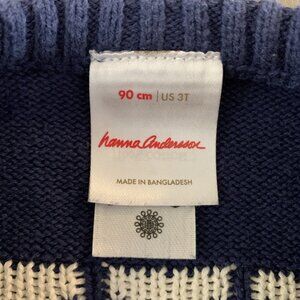 90 cm | US 3T
hanna andersson
MADE IN BANGLADESH